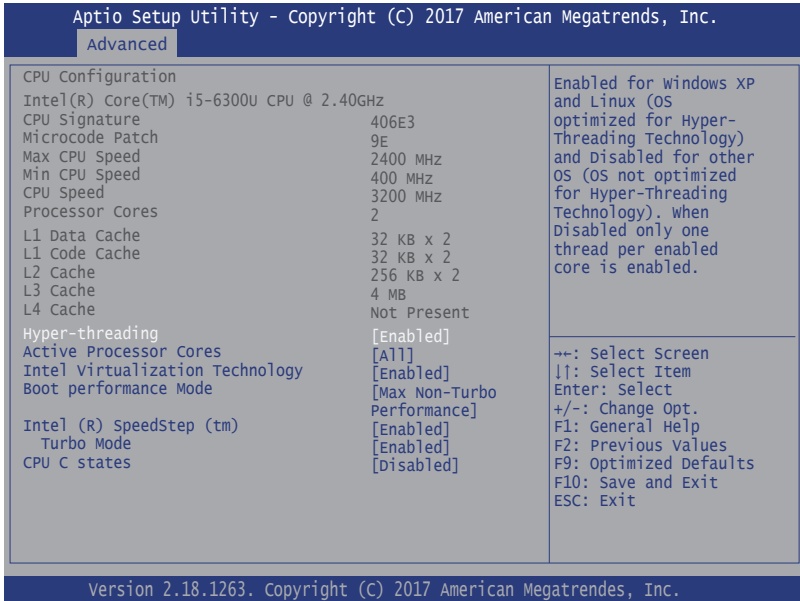 Aptio Setup Utility - Copyright (C) 2017 American Megatrends, Inc.
Advanced
CPU Configuration
Intel(R) Core(TM) i5-6300U CPU @ 2.40GHz
CPU Signature 406E3
Microcode Patch 9E
Max CPU Speed 2400 MHz
Min CPU Speed 400 MHz
CPU Speed 3200 MHz
Processor Cores 2
L1 Data Cache 32 KB x 2
L1 Code Cache 32 KB x 2
L2 Cache 256 KB x 2
L3 Cache 4 MB
L4 Cache Not Present
Hyper-threading [Enabled]
Active Processor Cores [All]
Intel Virtualization Technology [Enabled]
Boot performance Mode [Max Non-Turbo
Performance]
Intel (R) SpeedStep (tm) [Enabled]
Turbo Mode [Enabled]
CPU C states [Disabled]
Enabled for Windows XP
and Linux (OS
optimized for Hyper-
Threading Technology)
and Disabled for other
OS (OS not optimized
for Hyper-Threading
Technology). When
Disabled only one
thread per enabled
core is enabled.
→←: Select Screen
↓↑: Select Item
Enter: Select
+/-: Change Opt.
F1: General Help
F2: Previous Values
F9: Optimized Defaults
F10: Save and Exit
ESC: Exit
Version 2.18.1263. Copyright (C) 2017 American Megatrendes, Inc.